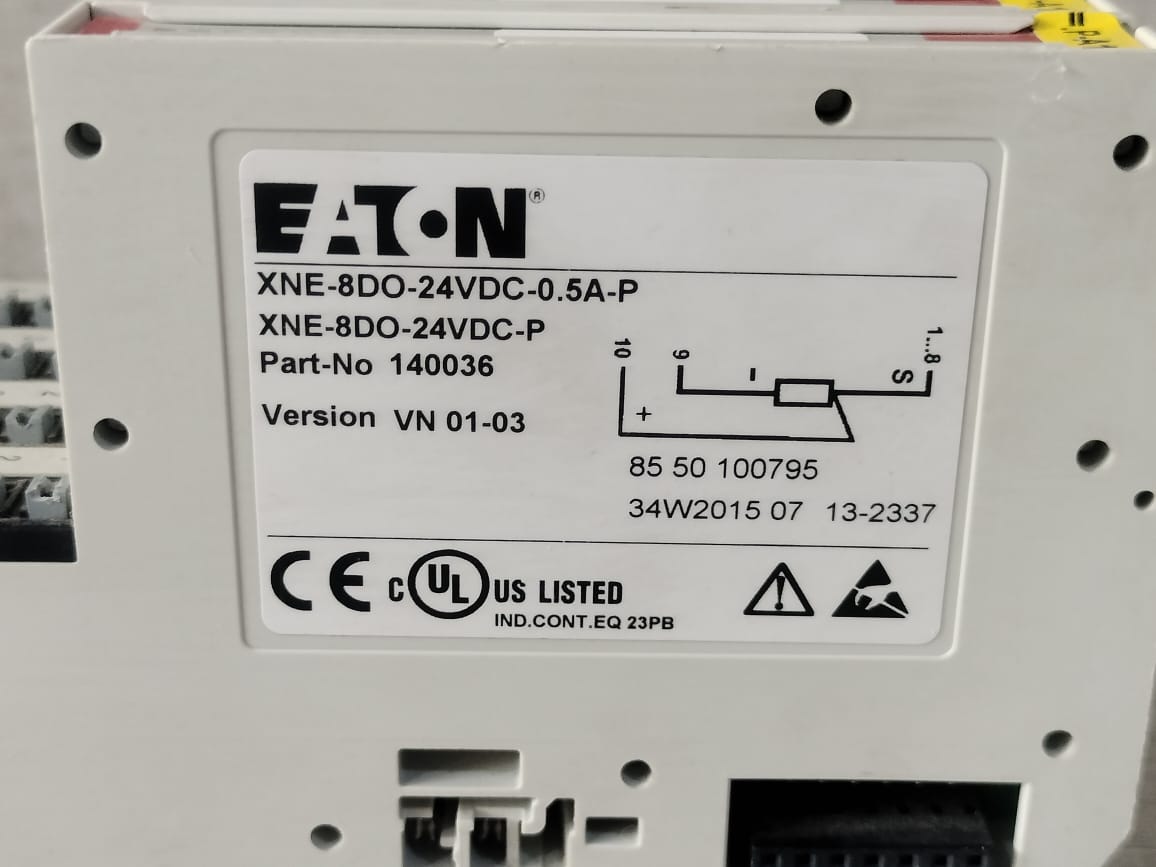 EATON®
XNE-8DO-24VDC-0.5A-P
XNE-8DO-24VDC-P
Part-No 140036
Version VN 01-03
10 9 - S 1...8
+
85 50 100795
34W2015 07 13-2337
CE C UL US LISTED
IND.CONT.EQ 23PB